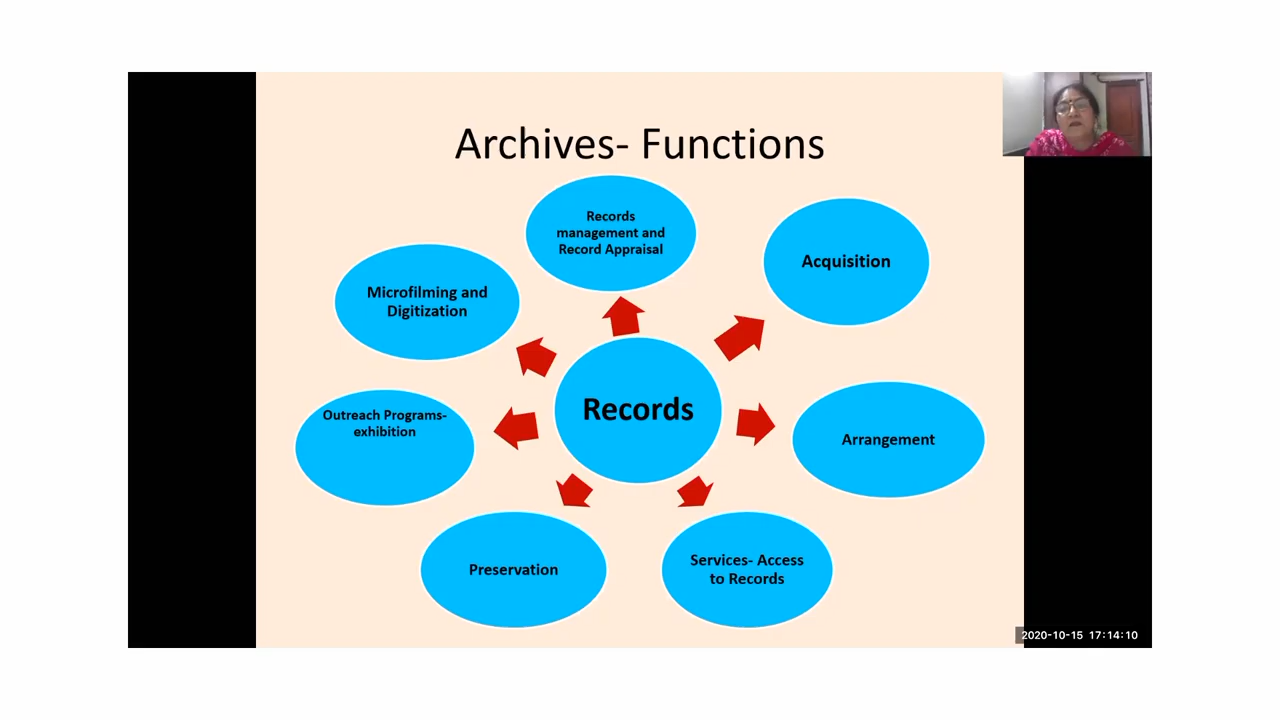 Archives- Functions
Records
management and
Record Appraisal
Acquisition
Microfilming and
Digitization
Records
Outreach Programs-
exhibition
Arrangement
Preservation
Services- Access
to Records
2020-10-15 17:14:10